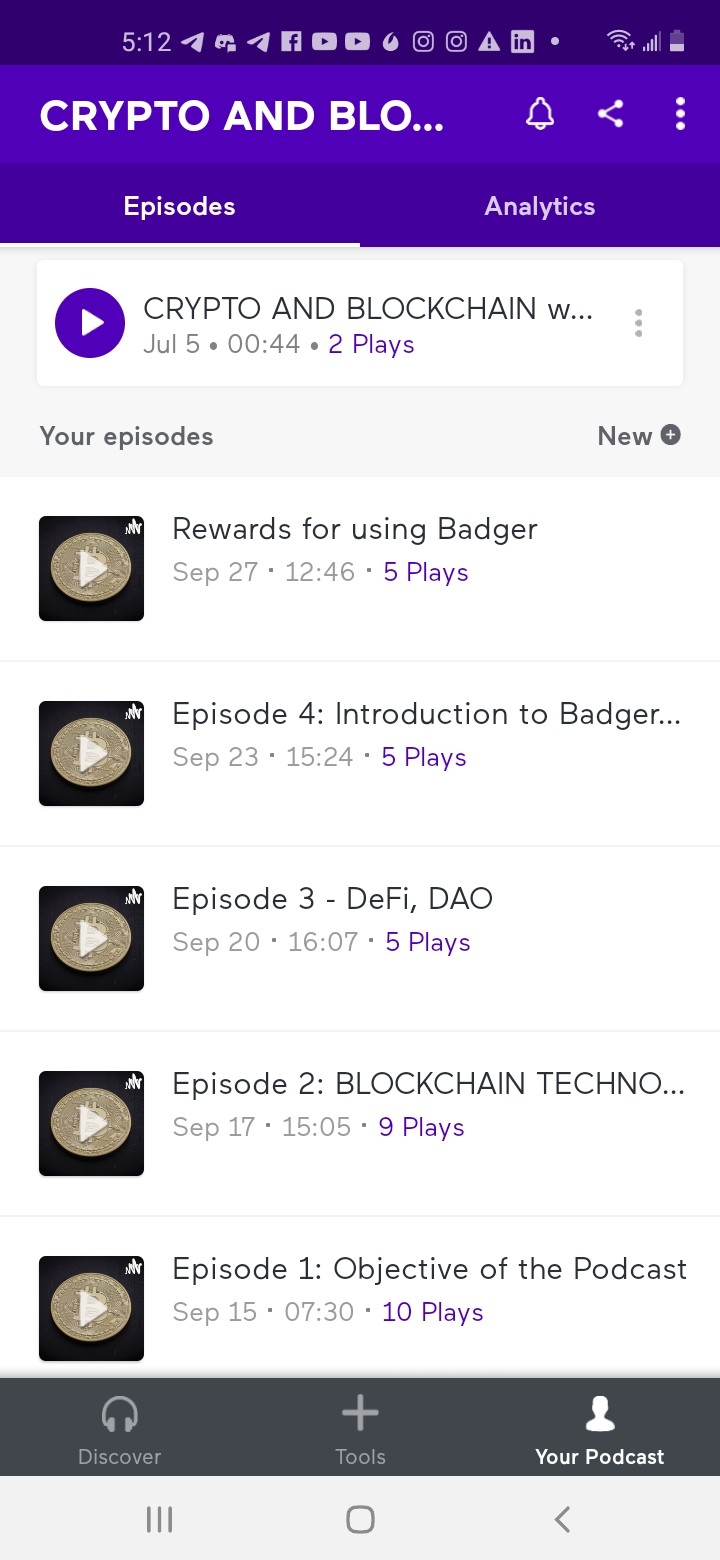 5:12
CRYPTO AND BLO...
Episodes Analytics
CRYPTO AND BLOCKCHAIN w...
Jul 5 • 00:44 • 2 Plays
Your episodes New
Rewards for using Badger
Sep 27 · 12:46 · 5 Plays
Episode 4: Introduction to Badger...
Sep 23 · 15:24 · 5 Plays
Episode 3 - DeFi, DAO
Sep 20 · 16:07 · 5 Plays
Episode 2: BLOCKCHAIN TECHNO...
Sep 17 · 15:05 · 9 Plays
Episode 1: Objective of the Podcast
Sep 15 · 07:30 · 10 Plays
Discover Tools Your Podcast